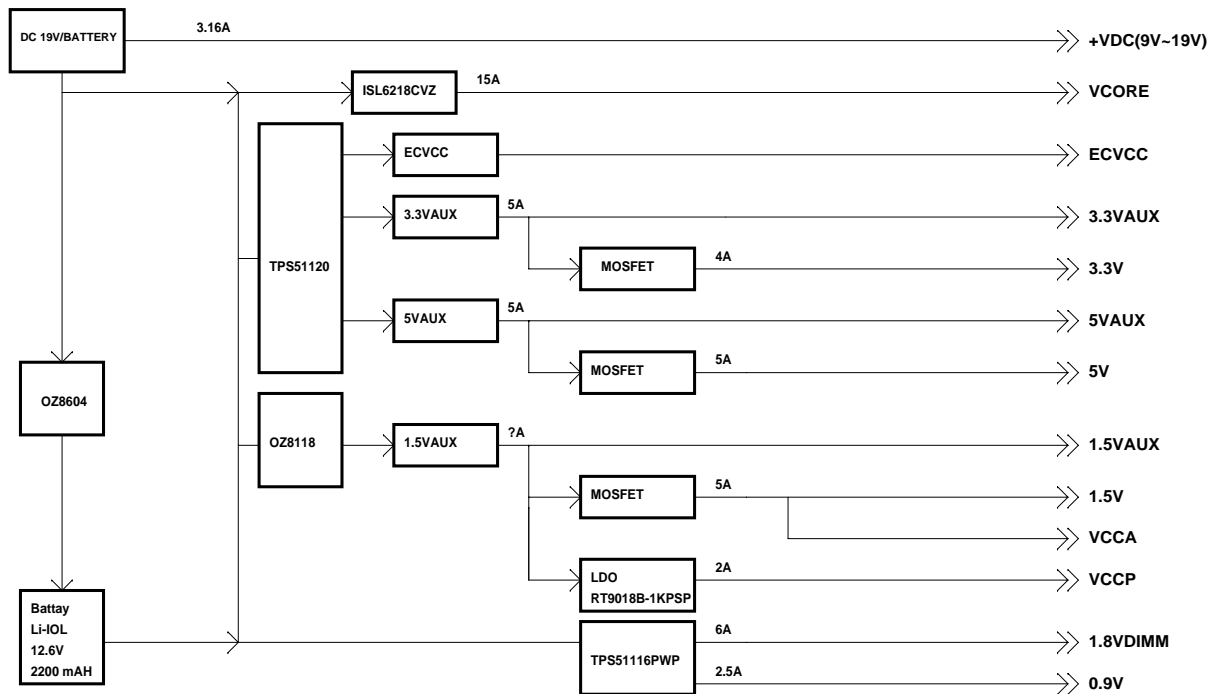 DC 19V/BATTERY
3.16A
+VDC(9V~19V)
ISL6218CVZ
15A
VCORE
ECVCC
ECVCC
3.3VAUX
5A
3.3VAUX
TPS51120
MOSFET
4A
3.3V
5VAUX
5A
5VAUX
MOSFET
5A
5V
OZ8604
OZ8118
1.5VAUX
?A
1.5VAUX
MOSFET
5A
1.5V
VCCA
LDO
RT9018B-1KPSP
2A
VCCP
Battay
Li-IOL
12.6V
2200 mAH
TPS51116PWP
6A
1.8VDIMM
2.5A
0.9V